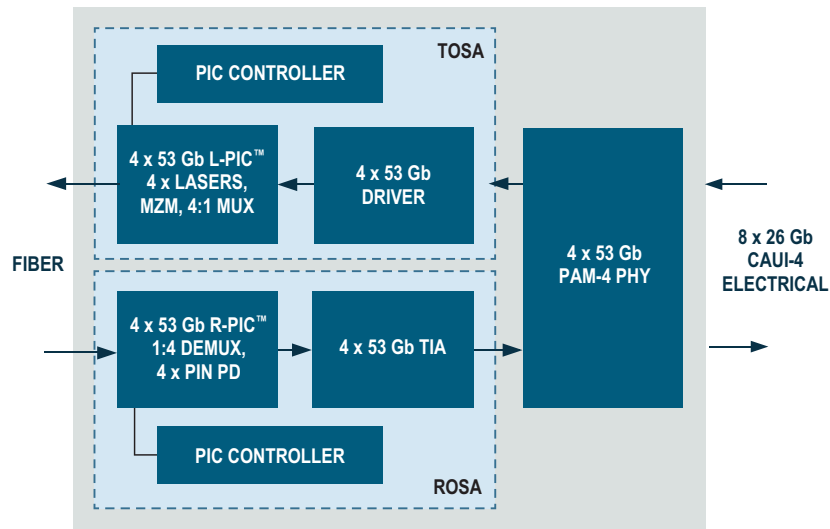 TOSA
PIC CONTROLLER
4 x 53 Gb L-PIC™
4 x LASERS,
MZM, 4:1 MUX
4 x 53 Gb
DRIVER
FIBER
4 x 53 Gb
PAM-4 PHY
8 x 26 Gb
CAUI-4
ELECTRICAL
4 x 53 Gb R-PIC™
1:4 DEMUX,
4 x PIN PD
4 x 53 Gb TIA
PIC CONTROLLER
ROSA